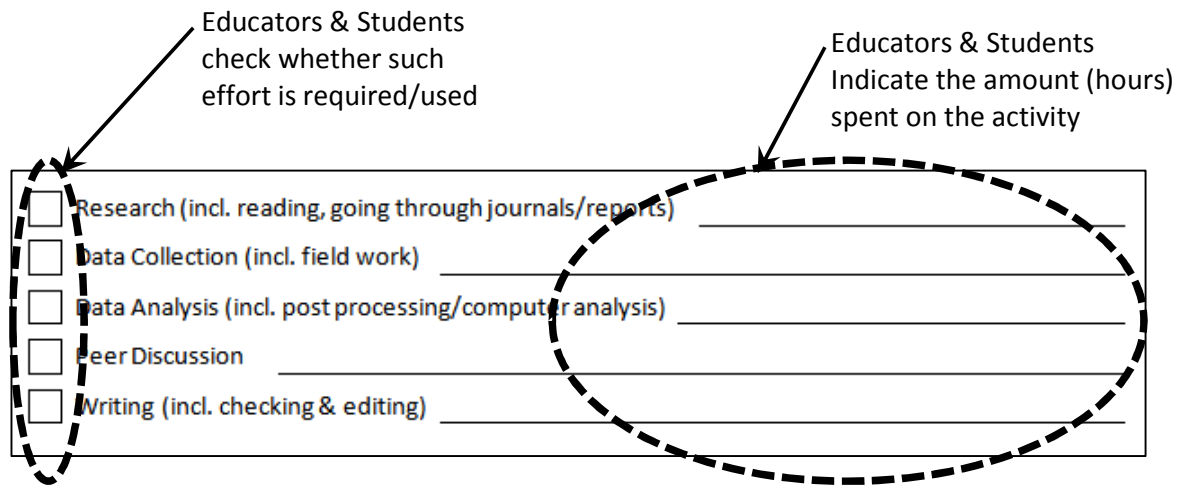 Educators & Students
check whether such
effort is required/used
Educators & Students
Indicate the amount (hours)
spent on the activity
Research (incl. reading, going through journals/reports)
Data Collection (incl. field work)
Data Analysis (incl. post processing/computer analysis)
Peer Discussion
Writing (incl. checking & editing)